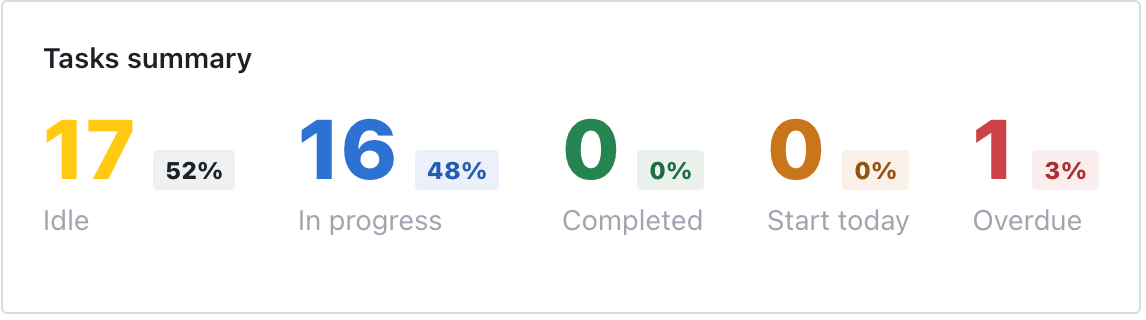 Tasks summary
17 52% 16 48% 0 0% 0 0% 1 3%
Idle In progress Completed Start today Overdue